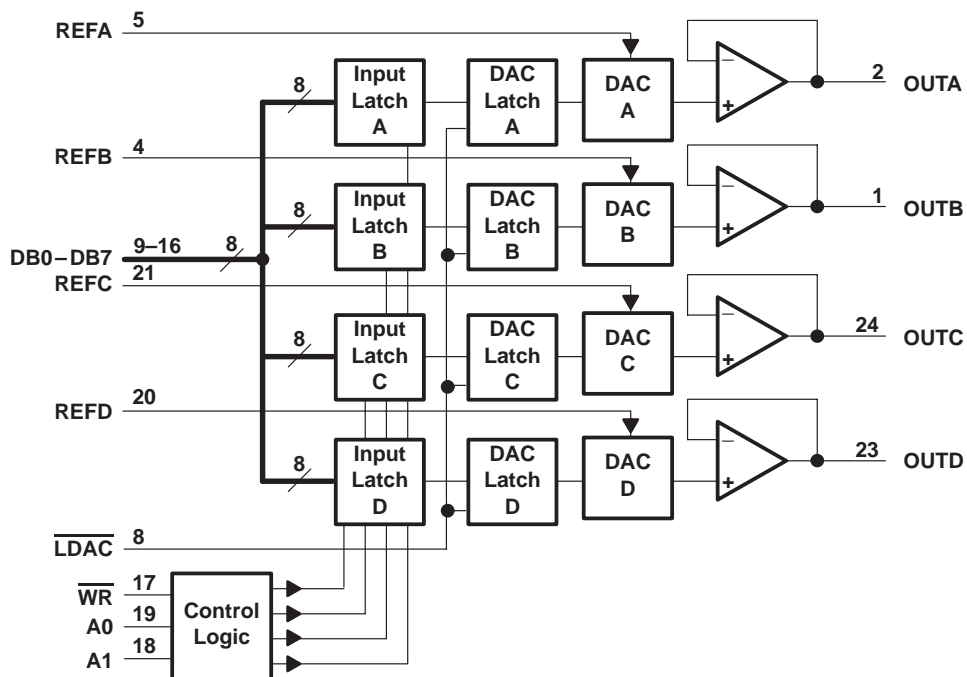 REFA 5
8 Input Latch A
DAC Latch A
DAC A
− +
2 OUTA
REFB 4
8 Input Latch B
DAC Latch B
DAC B
− +
1 OUTB
DB0–DB7 9–16 8
REFC 21
8 Input Latch C
DAC Latch C
DAC C
− +
24 OUTC
REFD 20
8 Input Latch D
DAC Latch D
DAC D
− +
23 OUTD
LDAC 8
WR 17
A0 19
A1 18
Control Logic